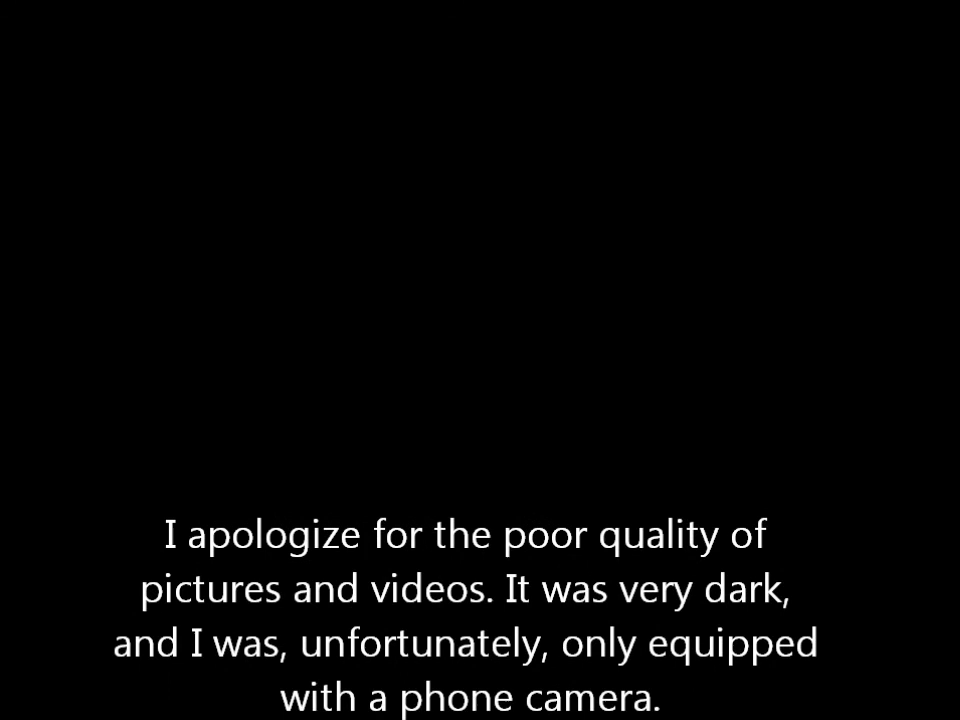 I apologize for the poor quality of
pictures and videos. It was very dark,
and I was, unfortunately, only equipped
with a phone camera.